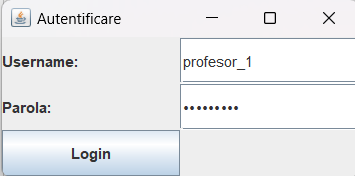 Autentificare
Username: profesor_1
Parola: •••••••••
Login